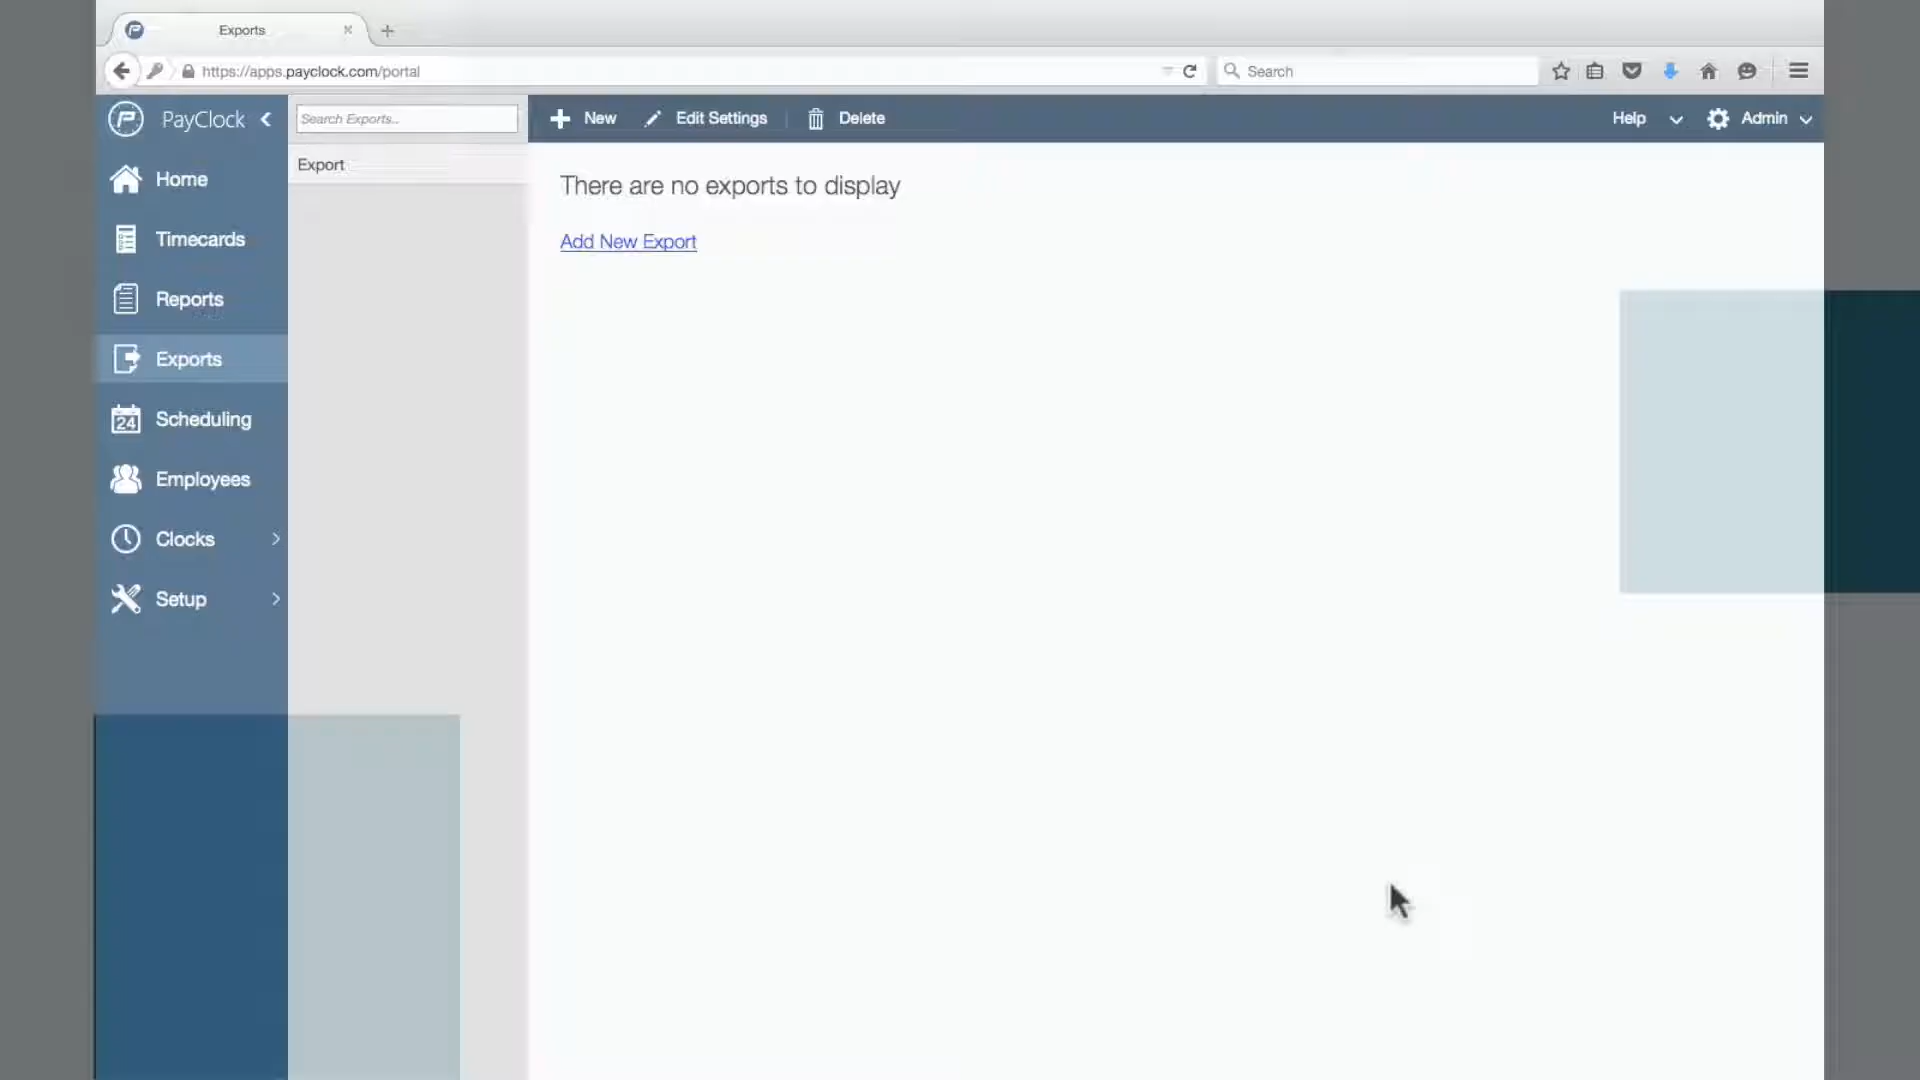 Exports
https://apps.payclock.com/portal
Search
PayClock
Search Exports...
New
Edit Settings
Delete
Help
Admin
Export
Home
There are no exports to display
Timecards
Add New Export
Reports
Exports
24
Scheduling
Employees
Clocks
Setup